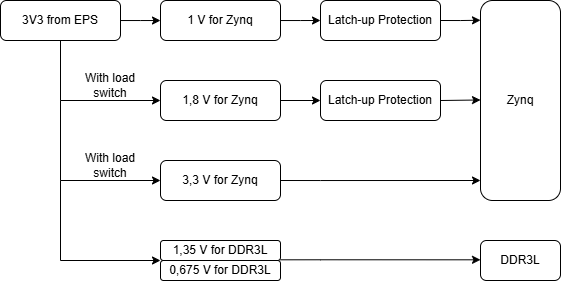 3V3 from EPS
1 V for Zynq
Latch-up Protection
With load
switch
1,8 V for Zynq
Latch-up Protection
Zynq
With load
switch
3,3 V for Zynq
1,35 V for DDR3L
0,675 V for DDR3L
DDR3L